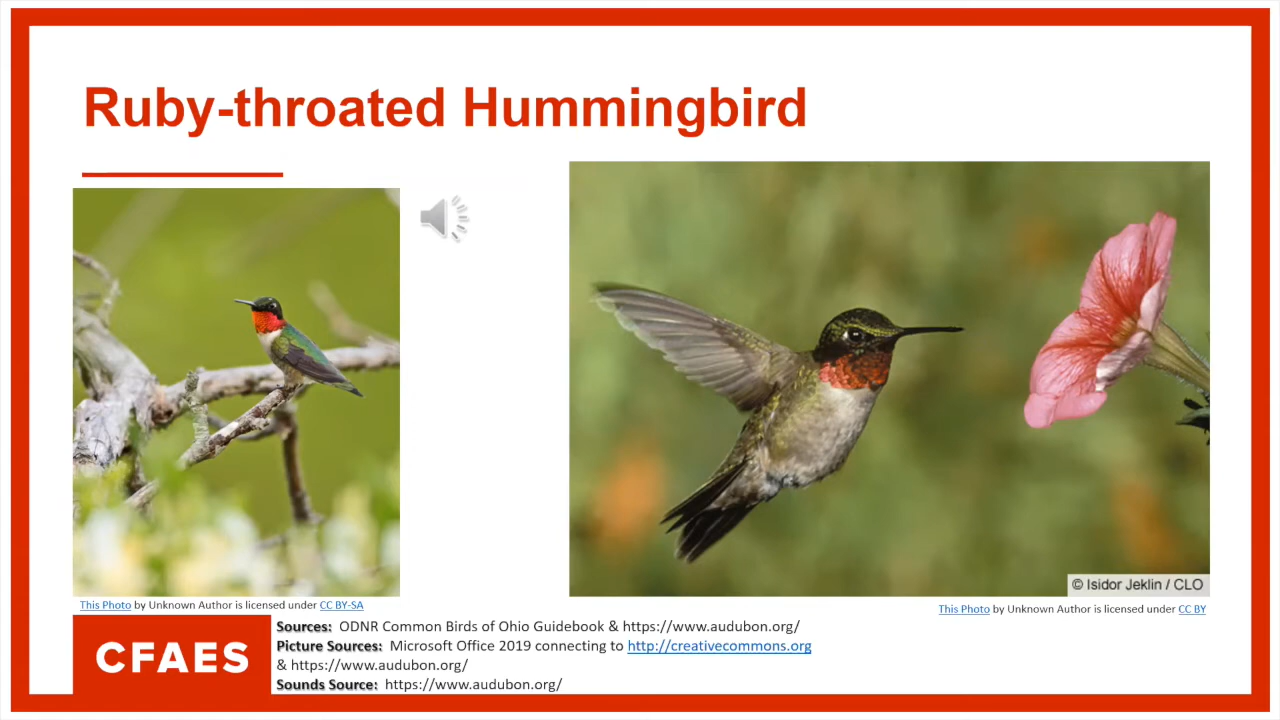 Ruby-throated Hummingbird
© Isidor Jeklin / CLO
This Photo by Unknown Author is licensed under CC BY-SA
This Photo by Unknown Author is licensed under CC BY
CFAES
Sources: ODNR Common Birds of Ohio Guidebook & https://www.audubon.org/
Picture Sources: Microsoft Office 2019 connecting to http://creativecommons.org
& https://www.audubon.org/
Sounds Source: https://www.audubon.org/